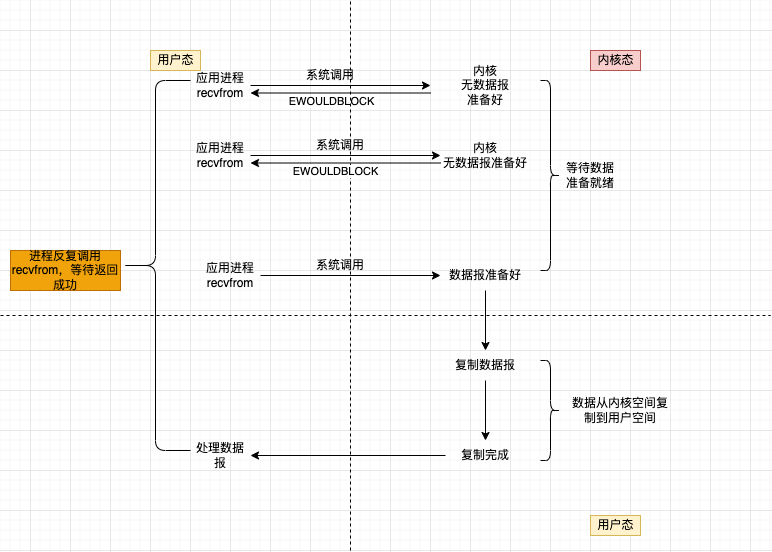 用户态
内核态
应用进程
recvfrom
系统调用
EWOULDBLOCK
内核
无数据报
准备好
应用进程
recvfrom
系统调用
EWOULDBLOCK
内核
无数据报准备好
等待数据
准备就绪
进程反复调用
recvfrom，等待返回
成功
应用进程
recvfrom
系统调用
数据报准备好
复制数据报
数据从内核空间复
制到用户空间
处理数据
报
复制完成
用户态